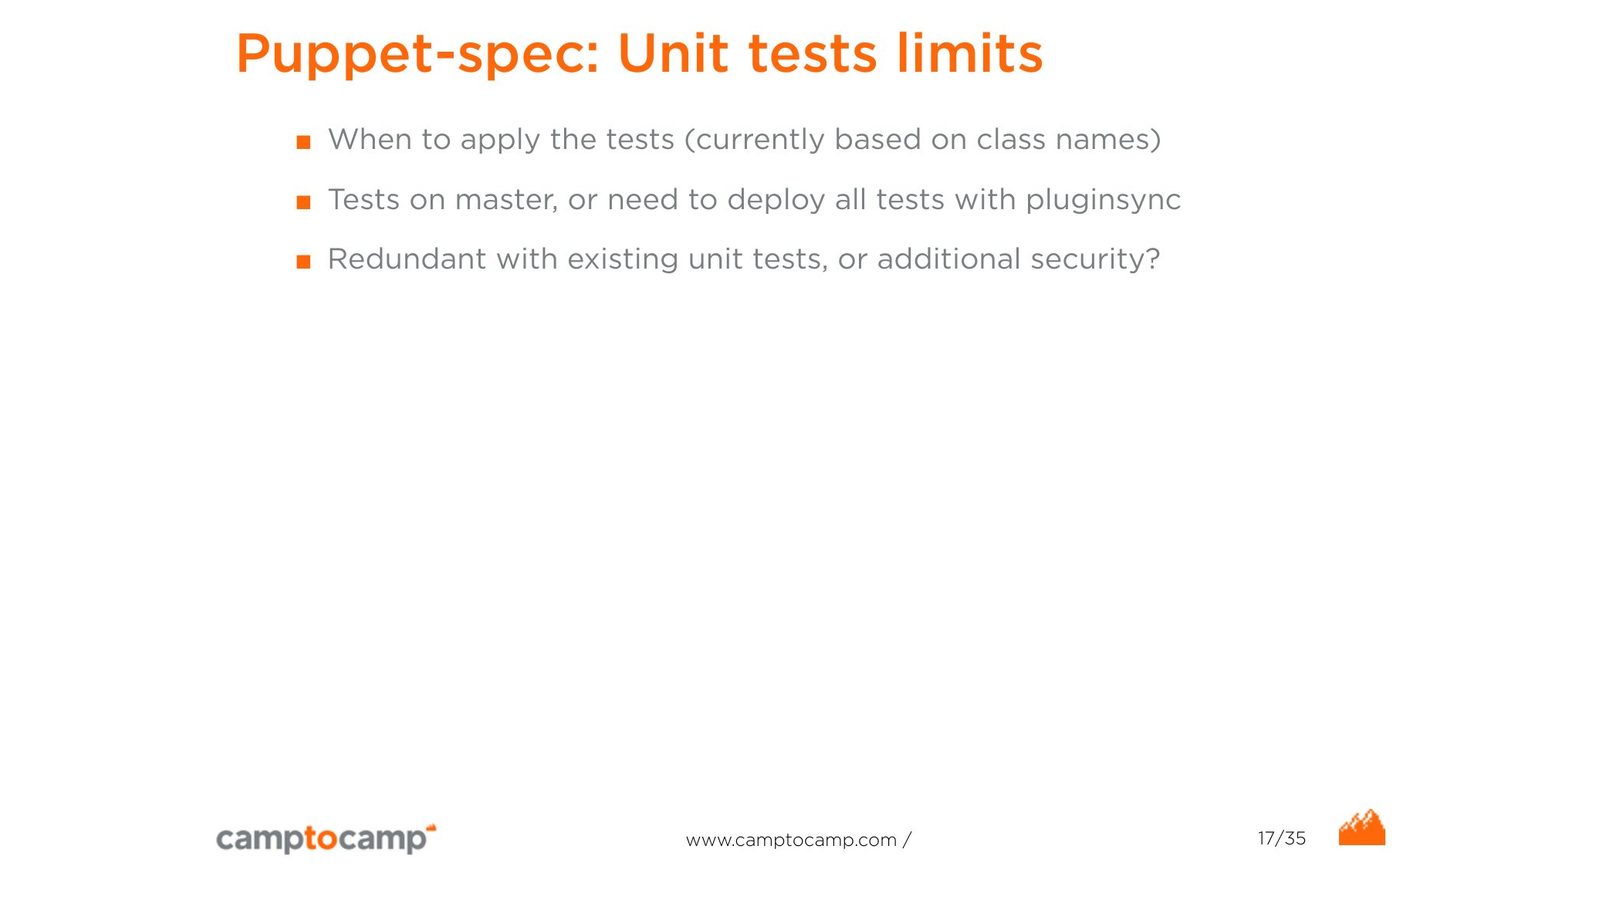 Puppet-spec: Unit tests limits
When to apply the tests (currently based on class names)
Tests on master, or need to deploy all tests with pluginsync
Redundant with existing unit tests, or additional security?
camptocamp
www.camptocamp.com /
17/35